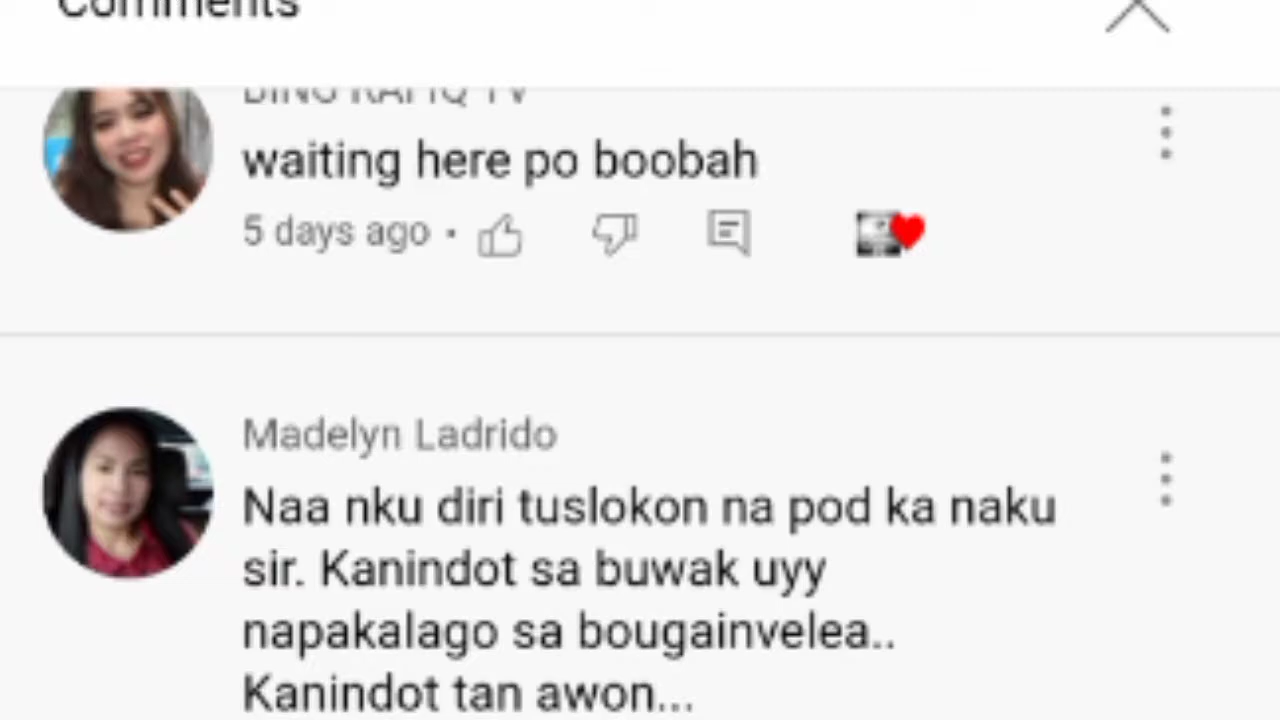 Comments
waiting here po boobah
5 days ago •
Madelyn Ladrido
Naa nku diri tuslokon na pod ka naku
sir. Kanindot sa buwak uyy
napakalago sa bougainvelea..
Kanindot tan awon...